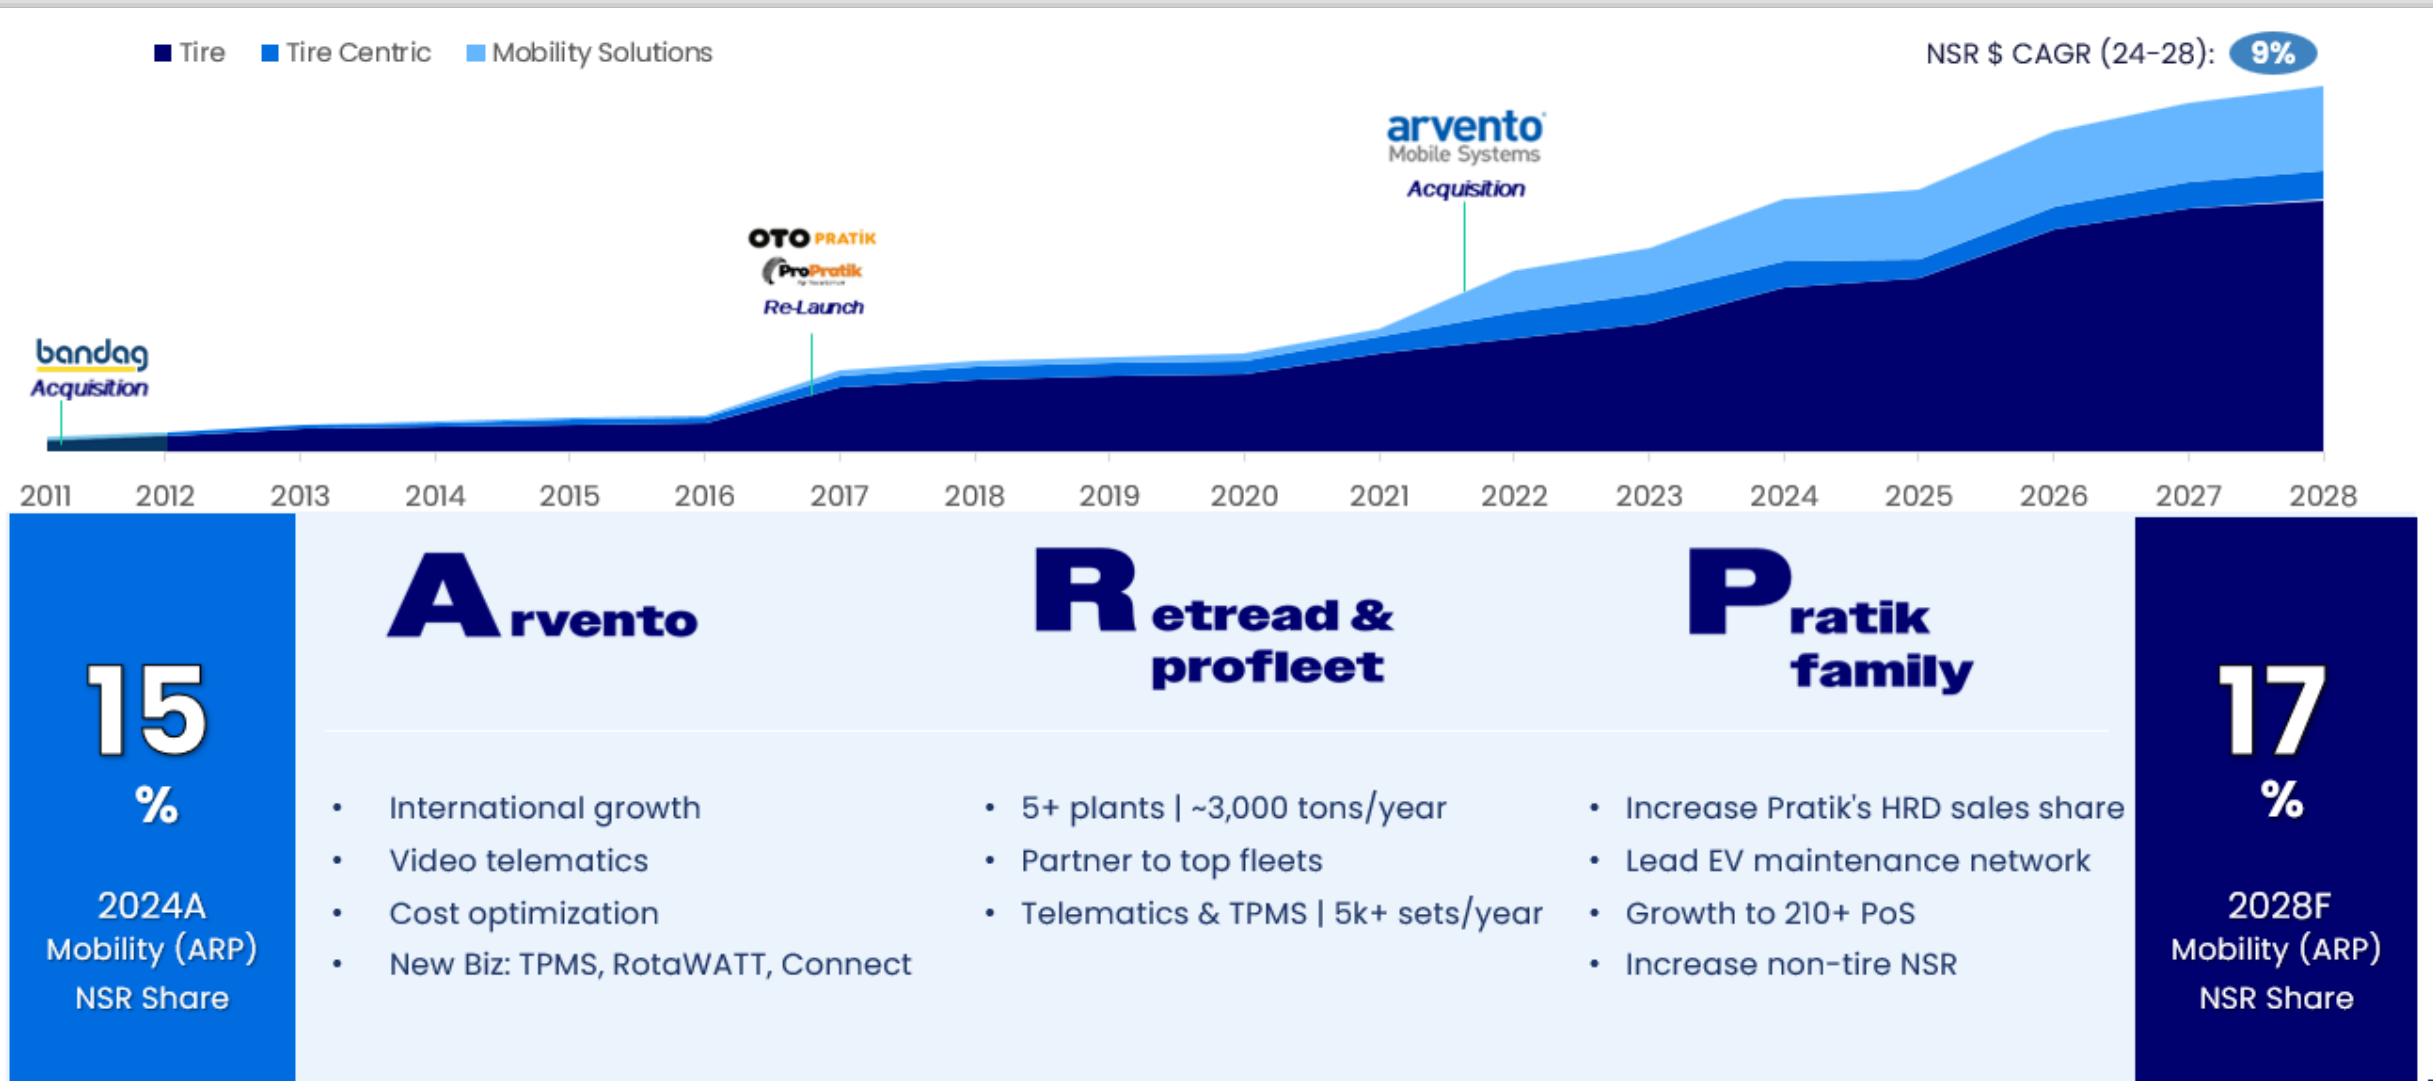 Tire Tire Centric Mobility Solutions
NSR $ CAGR (24-28): 9%
arvento
Mobile Systems
Acquisition
OTO PRATİK
ProPratik
Re-Launch
bandag
Acquisition
2011 2012 2013 2014 2015 2016 2017 2018 2019 2020 2021 2022 2023 2024 2025 2026 2027 2028
15
%
2024A
Mobility (ARP)
NSR Share
Arvento
• International growth
• Video telematics
• Cost optimization
• New Biz: TPMS, RotaWATT, Connect
Retread &
profleet
• 5+ plants | ~3,000 tons/year
• Partner to top fleets
• Telematics & TPMS | 5k+ sets/year
Pratik
family
• Increase Pratik's HRD sales share
• Lead EV maintenance network
• Growth to 210+ PoS
• Increase non-tire NSR
17
%
2028F
Mobility (ARP)
NSR Share